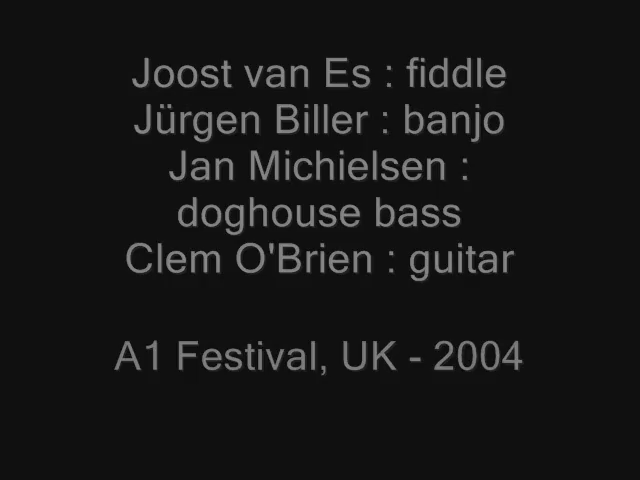 Joost van Es : fiddle
Jürgen Biller : banjo
Jan Michielsen :
doghouse bass
Clem O'Brien : guitar
A1 Festival, UK - 2004